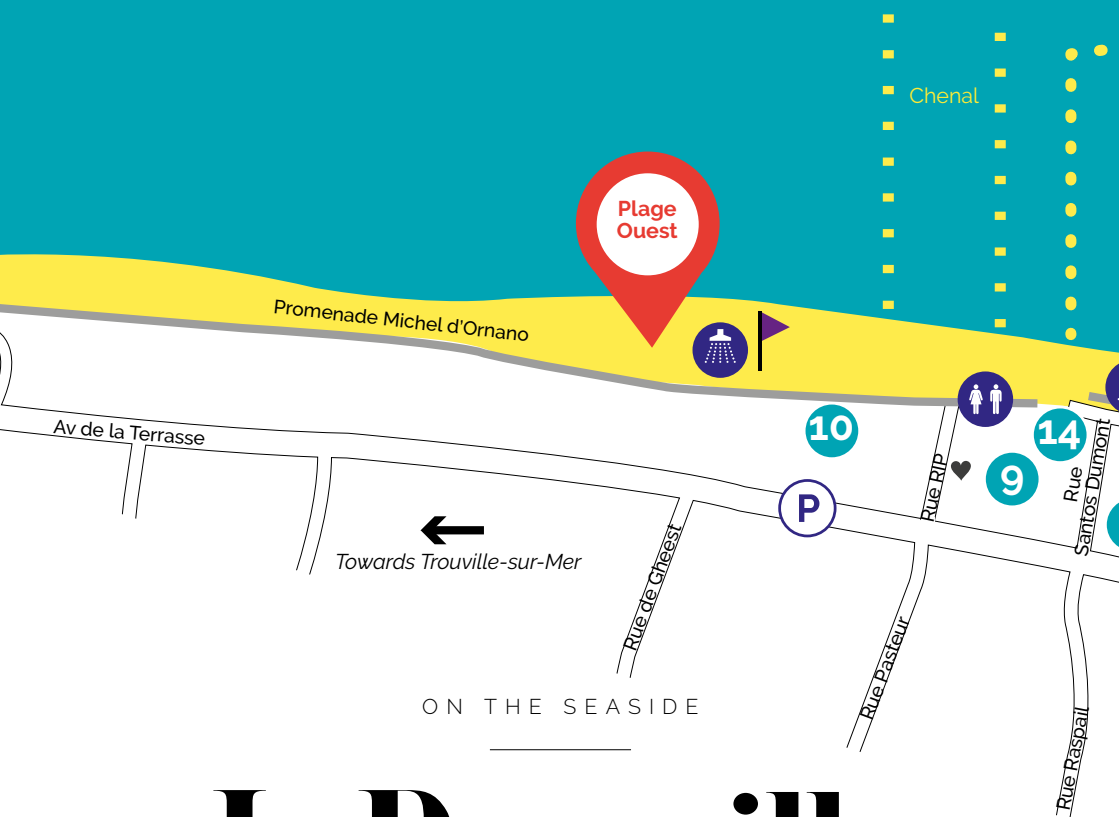 Chenal
Plage
Ouest
Promenade Michel d'Ornano
10
14
9
Av de la Terrasse
P
Rue RIP
Rue
Santos Dumont
Towards Trouville-sur-Mer
Rue de Gheest
Rue Pasteur
Rue Raspail
ON THE SEASIDE